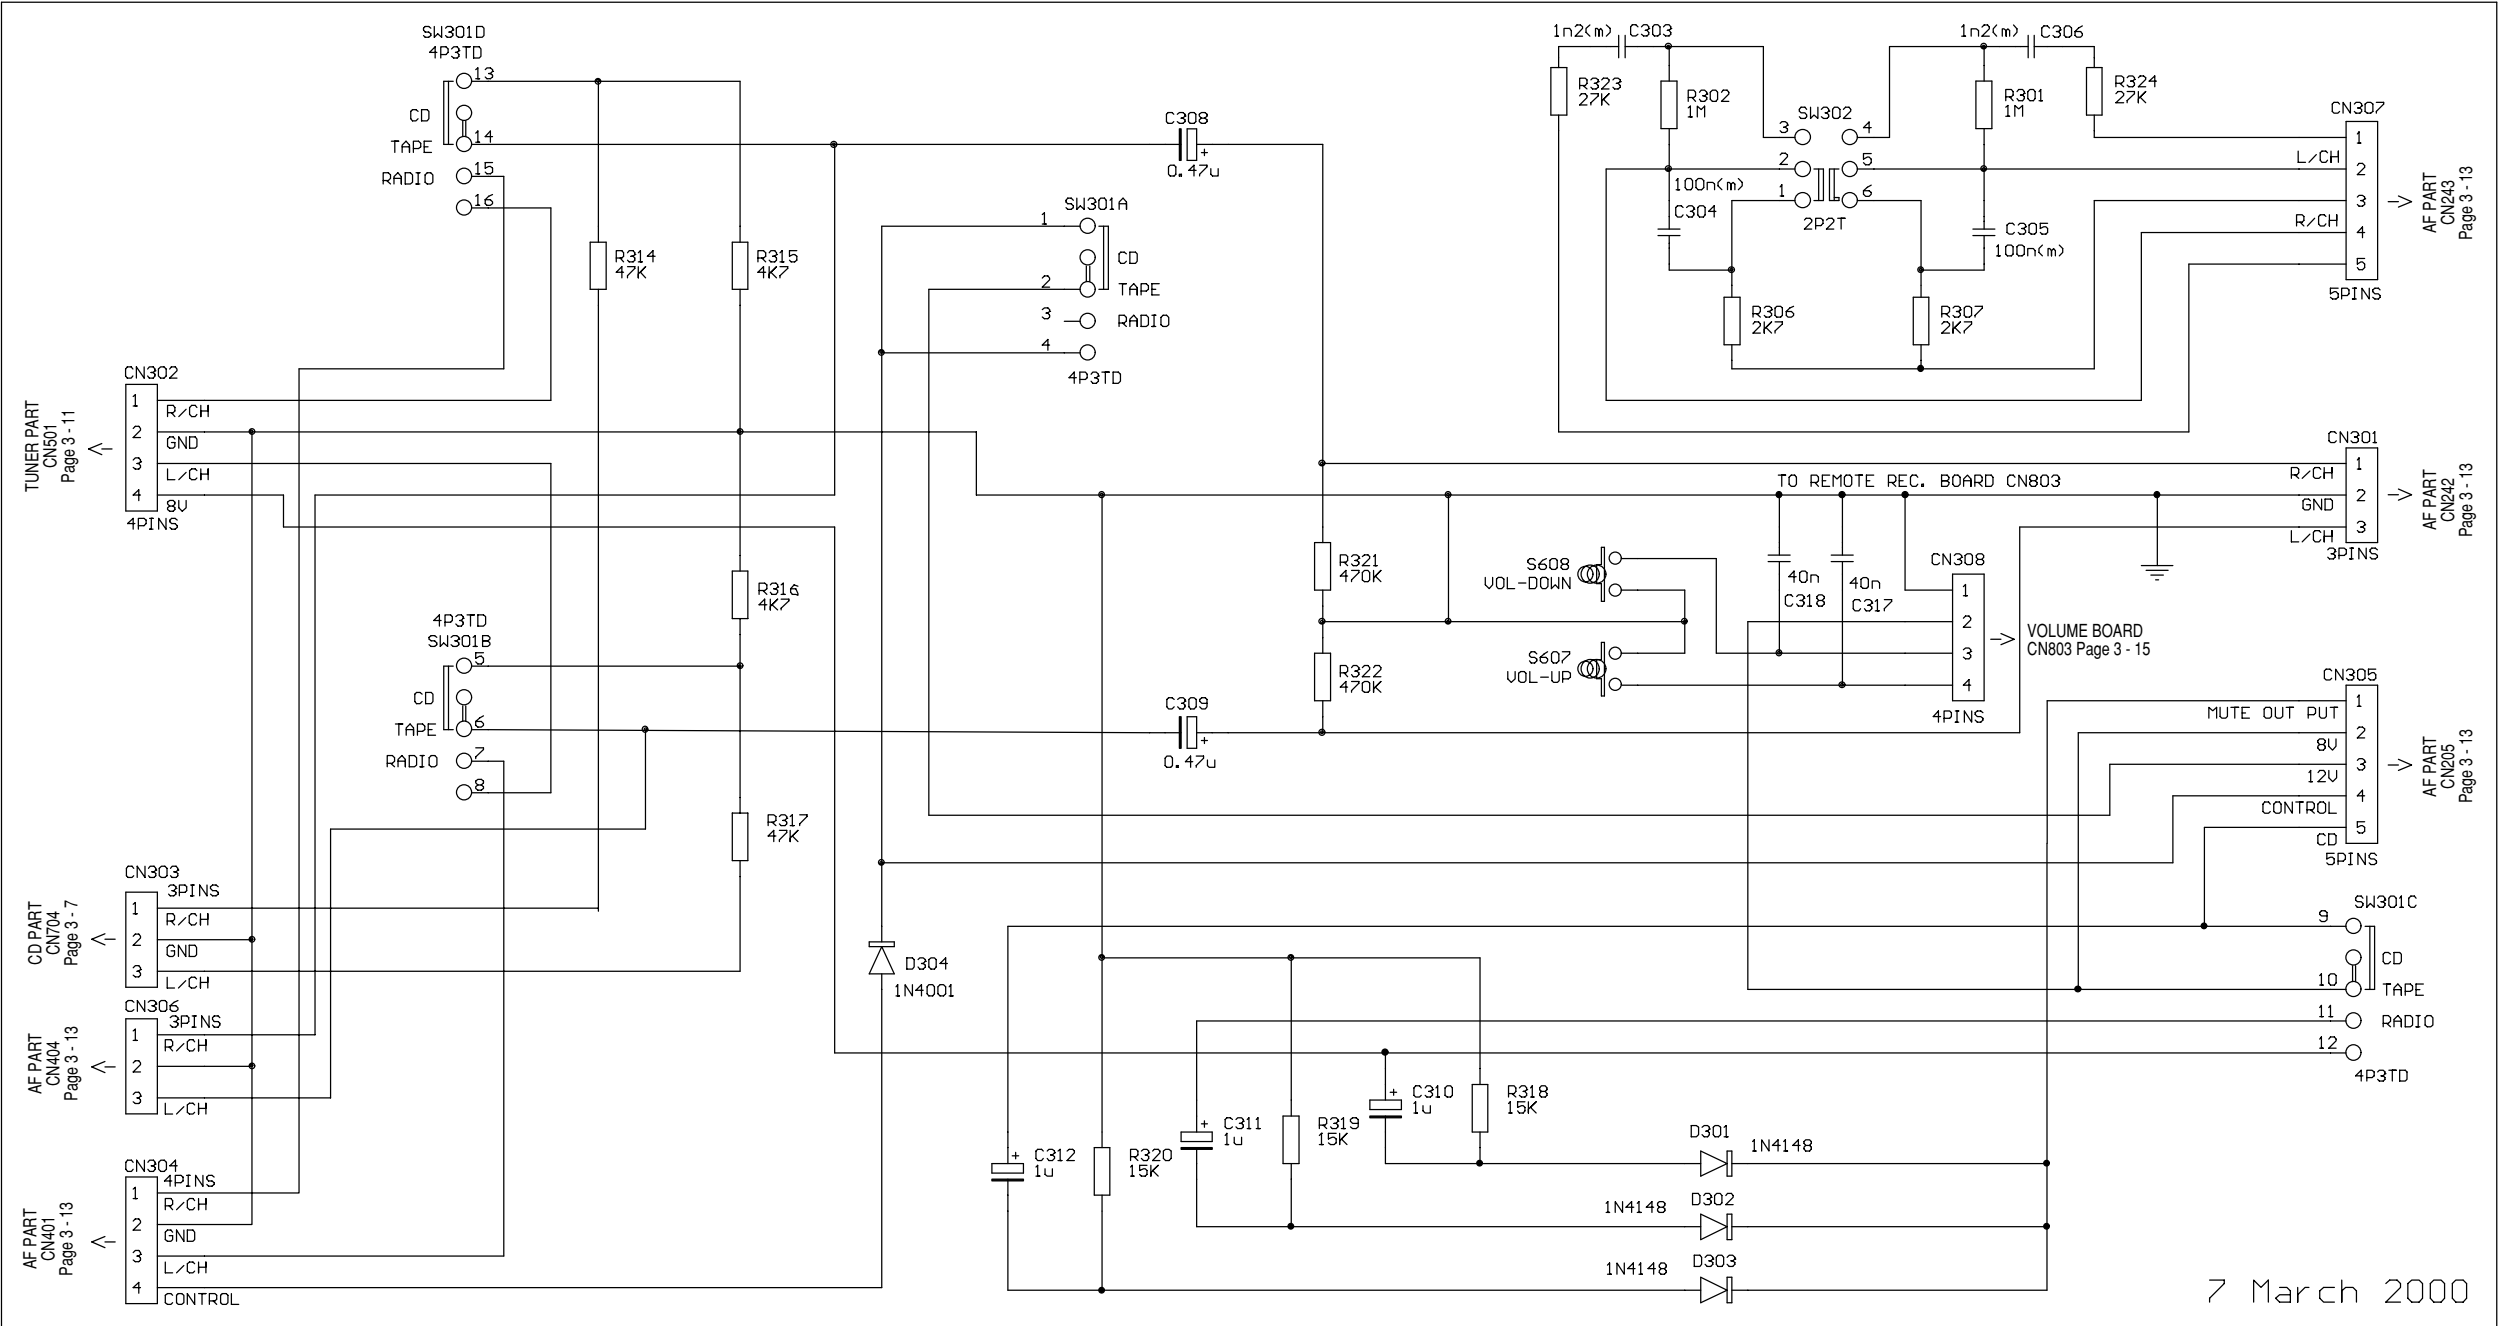 SW301D
4P3TD
13
CD
14
TAPE
15
RADIO
16
R314
47K
R315
4K7
C308
+
0.47u
SW301A
1
CD
2
TAPE
3
RADIO
4
4P3TD
1n2(m) C303
R323
27K
R302
1M
SW302
3
4
2
5
1
6
2P2T
100n(m)
C304
1n2(m) C306
R301
1M
R324
27K
C305
100n(m)
R306
2K7
R307
2K7
CN307
1
L/CH
2
3
R/CH
4
5
5PINS
AF PART
CN243
Page 3 - 13
CN302
1
R/CH
2
GND
3
L/CH
4
8V
4PINS
TUNER PART
CN501
Page 3 - 11
CN301
1
R/CH
2
GND
3
L/CH
3PINS
AF PART
CN242
Page 3 - 13
TO REMOTE REC. BOARD CN803
R316
4K7
R321
470K
R322
470K
S608
VOL-DOWN
S607
VOL-UP
40n
C318
40n
C317
CN308
1
2
3
4
4PINS
VOLUME BOARD
CN803 Page 3 - 15
4P3TD
SW301B
5
CD
6
TAPE
7
RADIO
8
C309
+
0.47u
R317
47K
CN305
1
MUTE OUT PUT
2
8V
3
12V
4
CONTROL
5
CD
5PINS
AF PART
CN205
Page 3 - 13
CN303
3PINS
1
R/CH
2
GND
3
L/CH
CD PART
CN704
Page 3 - 7
CN306
3PINS
1
R/CH
2
3
L/CH
AF PART
CN404
Page 3 - 13
CN304
4PINS
1
R/CH
2
GND
3
L/CH
4
CONTROL
AF PART
CN401
Page 3 - 13
D304
1N4001
SW301C
9
CD
10
TAPE
11
RADIO
12
4P3TD
+
C312
1u
R320
15K
+
C311
1u
R319
15K
+
C310
1u
R318
15K
D301
1N4148
D302
1N4148
D303
1N4148
7 March 2000